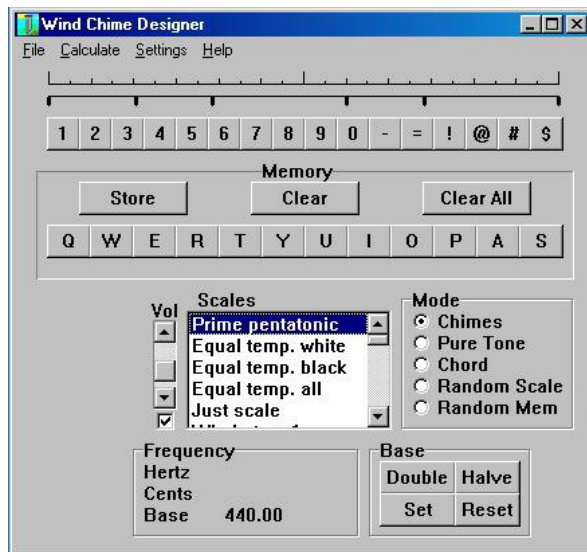 Wind Chime Designer
File Calculate Settings Help
1 2 3 4 5 6 7 8 9 0 - = ! @ # $
Memory
Store Clear Clear All
Q W E R T Y U I O P A S
Vol
Scales
Prime pentatonic
Equal temp. white
Equal temp. black
Equal temp. all
Just scale
Mode
Chimes
Pure Tone
Chord
Random Scale
Random Mem
Frequency
Hertz
Cents
Base 440.00
Base
Double Halve
Set Reset